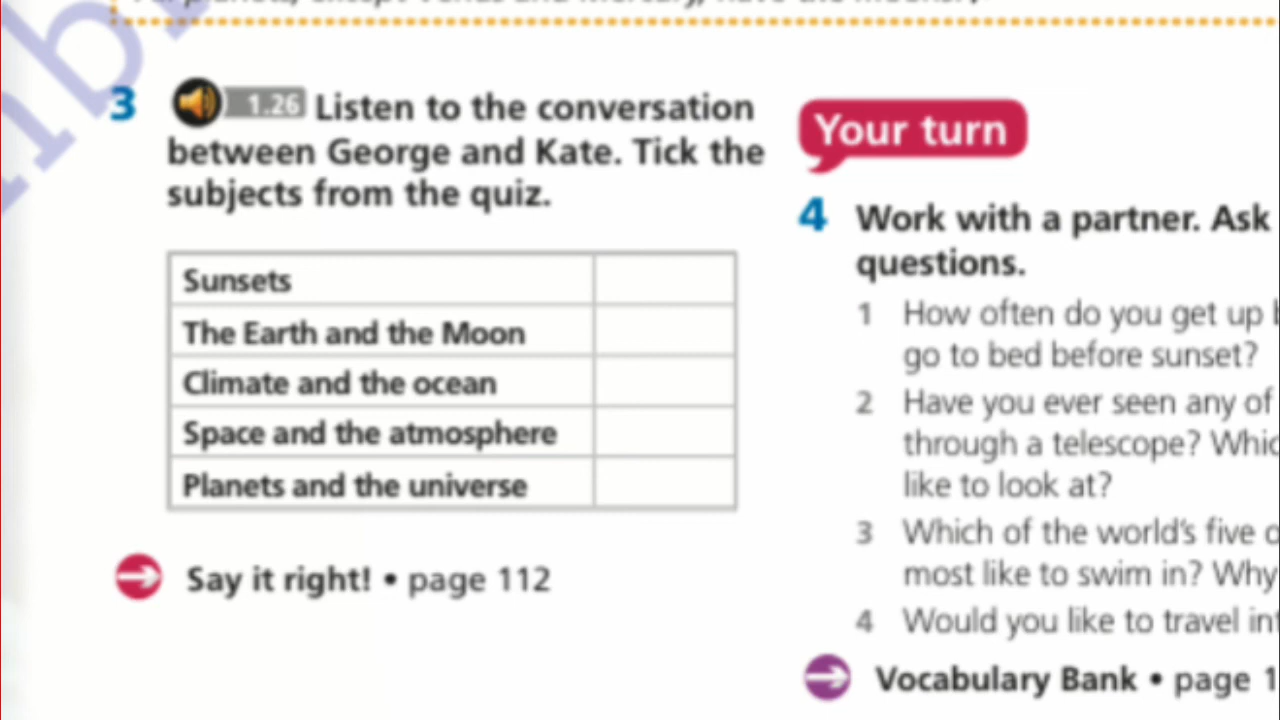 3 1.26 Listen to the conversation
between George and Kate. Tick the
subjects from the quiz.
Sunsets
The Earth and the Moon
Climate and the ocean
Space and the atmosphere
Planets and the universe
Say it right! • page 112
Your turn
4 Work with a partner. Ask
questions.
1 How often do you get up
go to bed before sunset?
2 Have you ever seen any of
through a telescope?
like to look at?
3 Which of the world's five
most like to swim in? Why
4 Would you like to travel
Vocabulary Bank • page 1